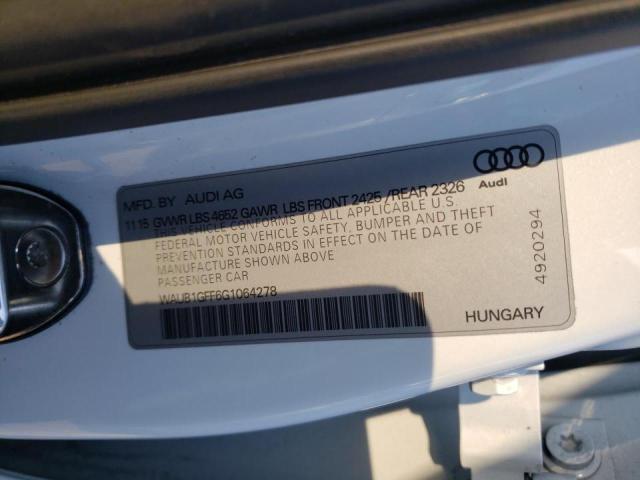 MFD. BY AUDI AG
11 15 GVWR LBS 4652 GAWR LBS FRONT 2425 /REAR 2326
THIS VEHICLE CONFORMS TO ALL APPLICABLE U.S.
FEDERAL MOTOR VEHICLE SAFETY, BUMPER AND THEFT
PREVENTION STANDARDS IN EFFECT ON THE DATE OF
MANUFACTURE SHOWN ABOVE
PASSENGER CAR
WAUB1GFF6G1064278
Audi
4920294
HUNGARY